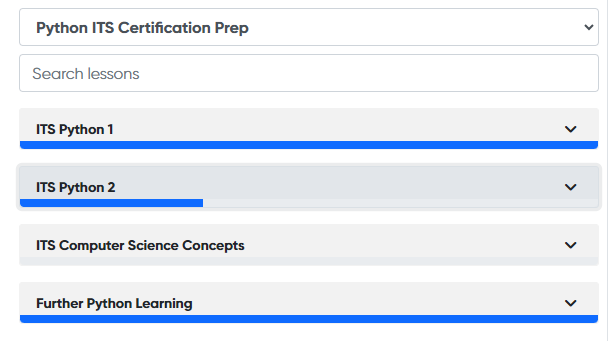 Python ITS Certification Prep
Search lessons
ITS Python 1
ITS Python 2
ITS Computer Science Concepts
Further Python Learning